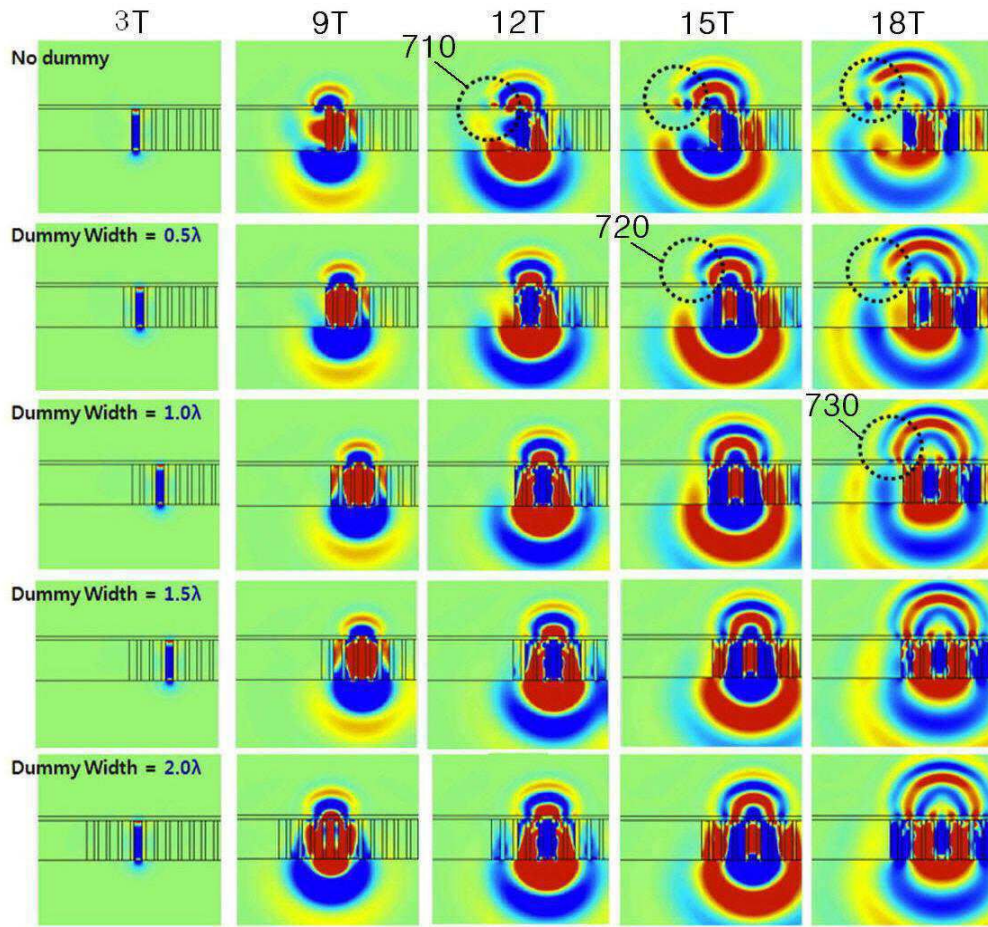 3T 9T 12T 15T 18T
No dummy
710
Dummy Width = 0.5λ
720
Dummy Width = 1.0λ
730
Dummy Width = 1.5λ
Dummy Width = 2.0λ